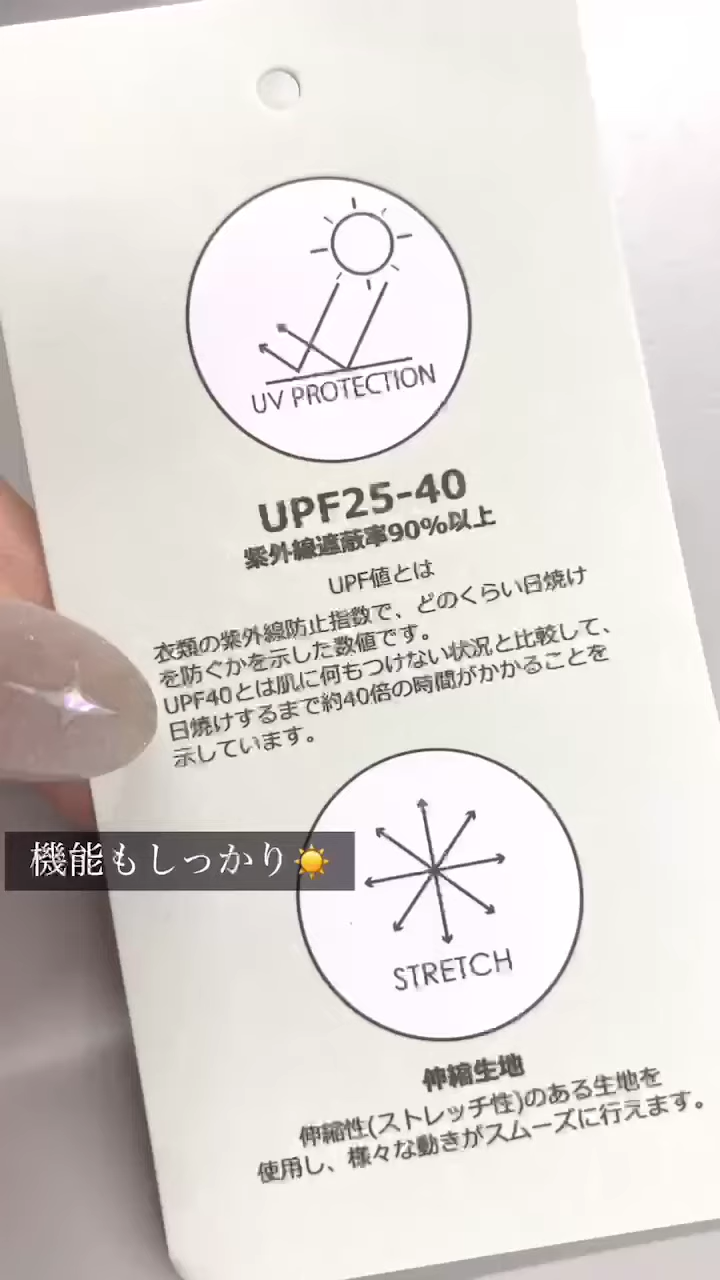 UV PROTECTION
UPF25-40
紫外線遮蔽率90%以上
UPF値とは
衣類の紫外線防止指数で、どのくらい日焼け
を防ぐかを示した数値です。
UPF40とは肌に何もつけない状況と比較して、
日焼けするまで約40倍の時間がかかることを
示しています。
機能もしっかり☀️
STRETCH
伸縮生地
伸縮性(ストレッチ性)のある生地を
使用し、様々な動きがスムーズに行えます。